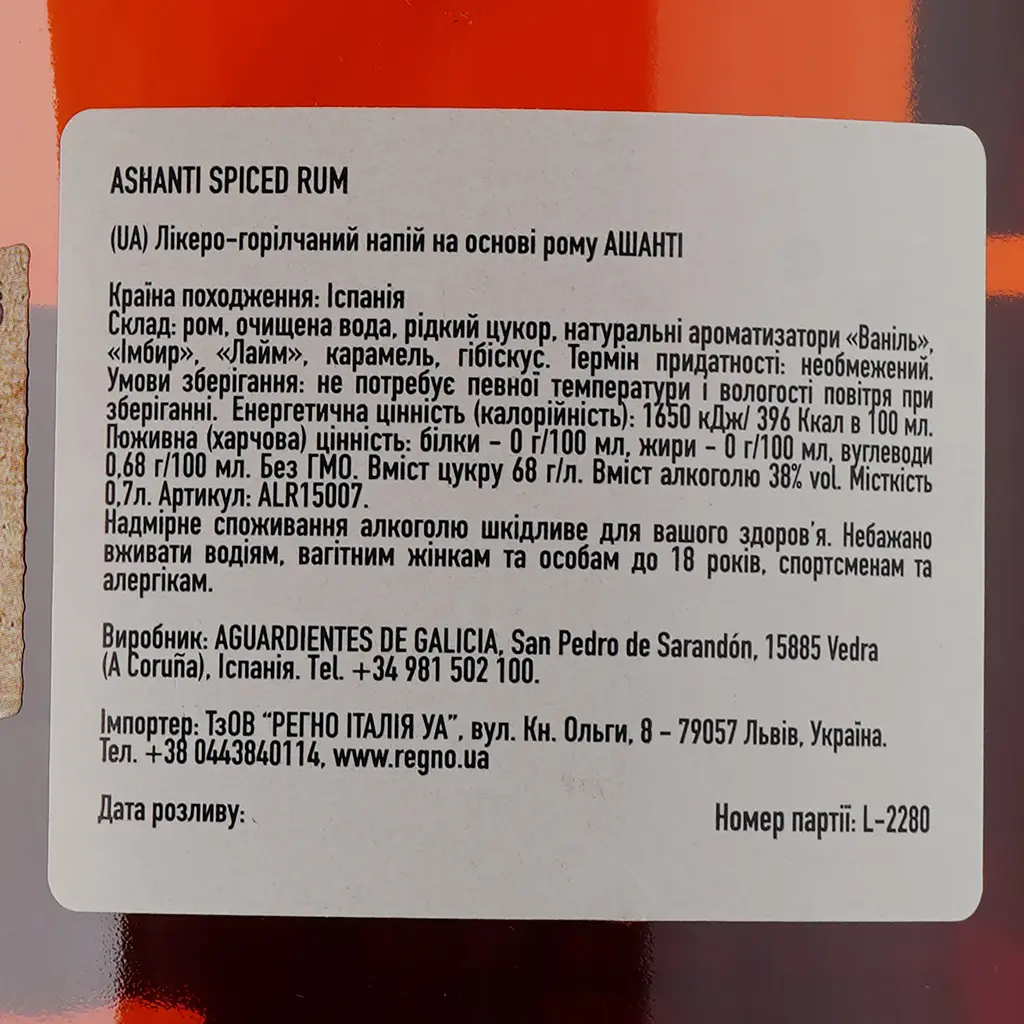 ASHANTI SPICED RUM
(UA) Лікеро-горілчаний напій на основі рому АШАНТІ
Країна походження: Іспанія
Склад: ром, очищена вода, рідкий цукор, натуральні ароматизатори «Ваніль»,
«Імбир», «Лайм», карамель, гібіскус. Термін придатності: необмежений.
Умови зберігання: не потребує певної температури і вологості повітря при
зберіганні. Енергетична цінність (калорійність): 1650 кДж/ 396 Ккал в 100 мл.
Поживна (харчова) цінність: білки – 0 г/100 мл, жири – 0 г/100 мл, вуглеводи
0,68 г/100 мл. Без ГМО. Вміст цукру 68 г/л. Вміст алкоголю 38% vol. Місткість
0,7л. Артикул: ALR15007.
Надмірне споживання алкоголю шкідливе для вашого здоров'я. Небажано
вживати водіям, вагітним жінкам та особам до 18 років, спортсменам та
алергікам.
Виробник: AGUARDIENTES DE GALICIA, San Pedro de Sarandón, 15885 Vedra
(A Coruña), Іспанія. Tel. +34 981 502 100.
Імпортер: ТзОВ “РЕГНО ІТАЛІЯ УА”, вул. Кн. Ольги, 8 – 79057 Львів, Україна.
Тел. +38 0443840114, www.regno.ua
Дата розливу: Номер партії: L-2280